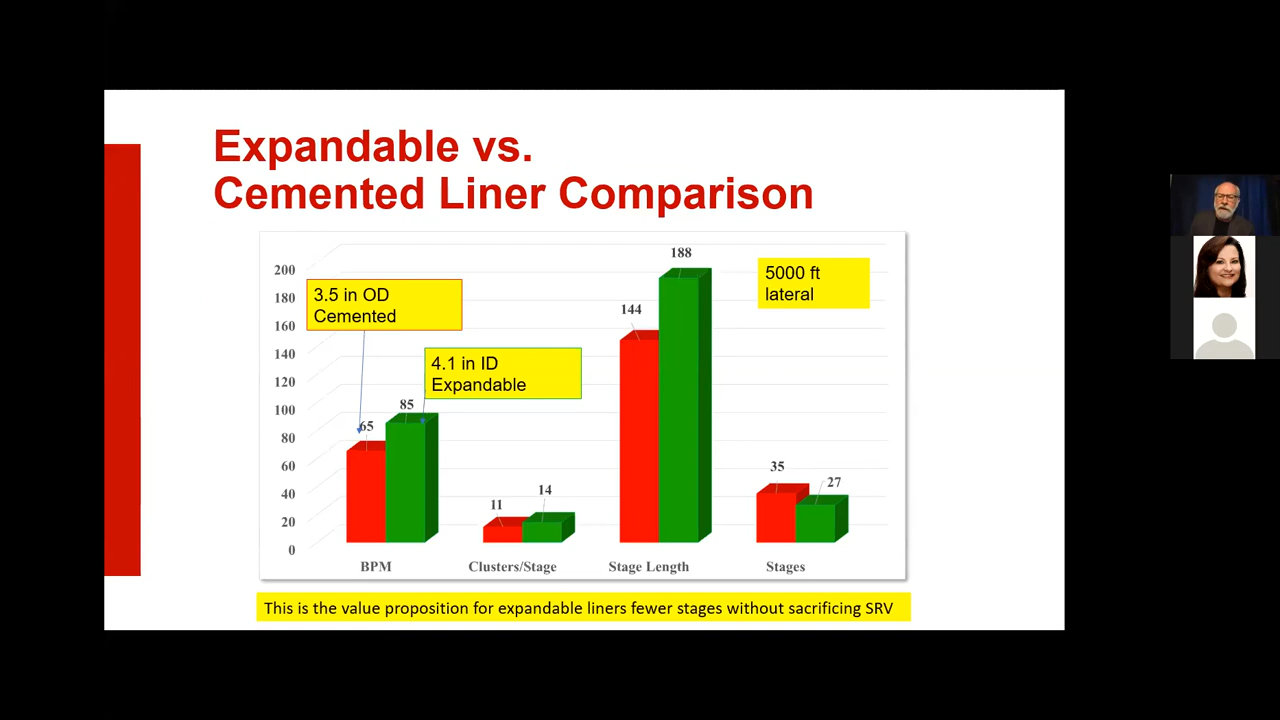 Expandable vs.
Cemented Liner Comparison
200
180
160
140
120
100
80
60
40
20
0
3.5 in OD
Cemented
4.1 in ID
Expandable
5000 ft
lateral
65
85
11
14
144
188
35
27
BPM
Clusters/Stage
Stage Length
Stages
This is the value proposition for expandable liners fewer stages without sacrificing SRV